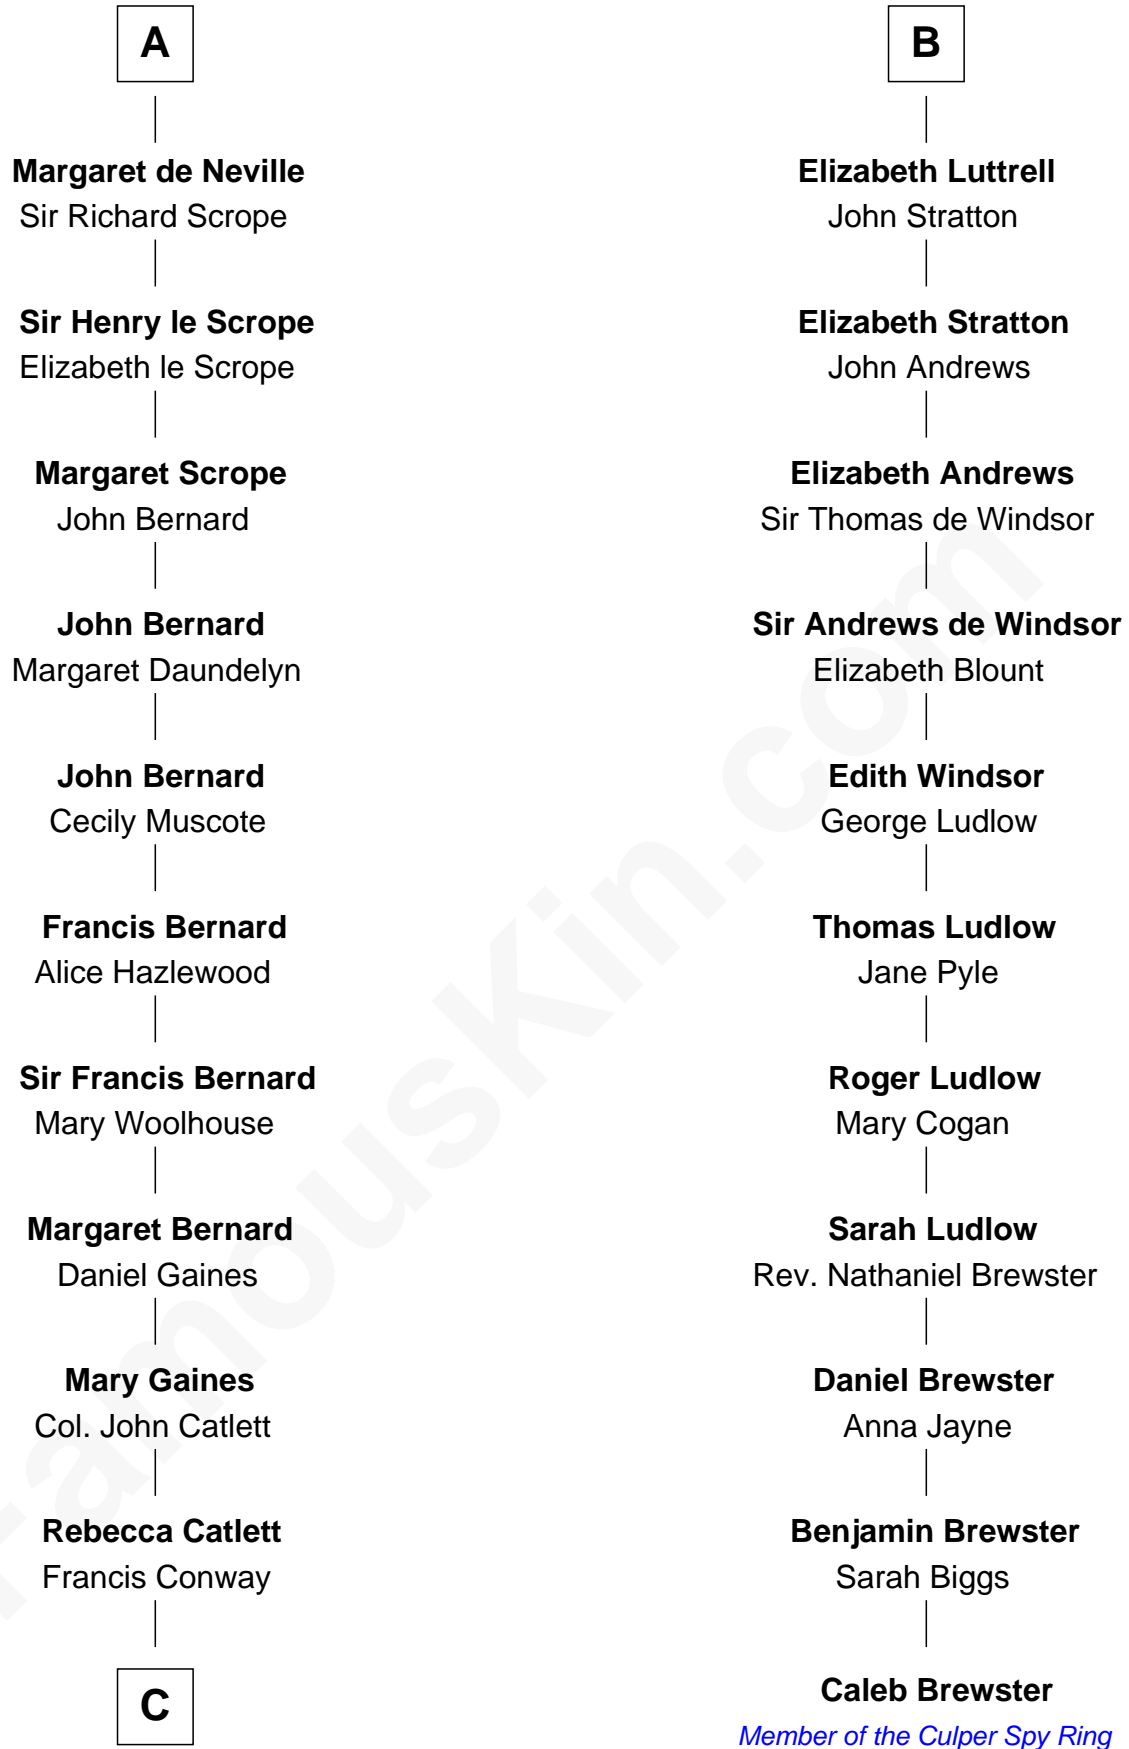 A
Margaret de Neville
Sir Richard Scrope
Sir Henry le Scrope
Elizabeth le Scrope
Margaret Scrope
John Bernard
John Bernard
Margaret Daundelyn
John Bernard
Cecily Muscote
Francis Bernard
Alice Hazlewood
Sir Francis Bernard
Mary Woolhouse
Margaret Bernard
Daniel Gaines
Mary Gaines
Col. John Catlett
Rebecca Catlett
Francis Conway
C
B
Elizabeth Luttrell
John Stratton
Elizabeth Stratton
John Andrews
Elizabeth Andrews
Sir Thomas de Windsor
Sir Andrews de Windsor
Elizabeth Blount
Edith Windsor
George Ludlow
Thomas Ludlow
Jane Pyle
Roger Ludlow
Mary Cogan
Sarah Ludlow
Rev. Nathaniel Brewster
Daniel Brewster
Anna Jayne
Benjamin Brewster
Sarah Biggs
Caleb Brewster
Member of the Culper Spy Ring
FamousKin.com